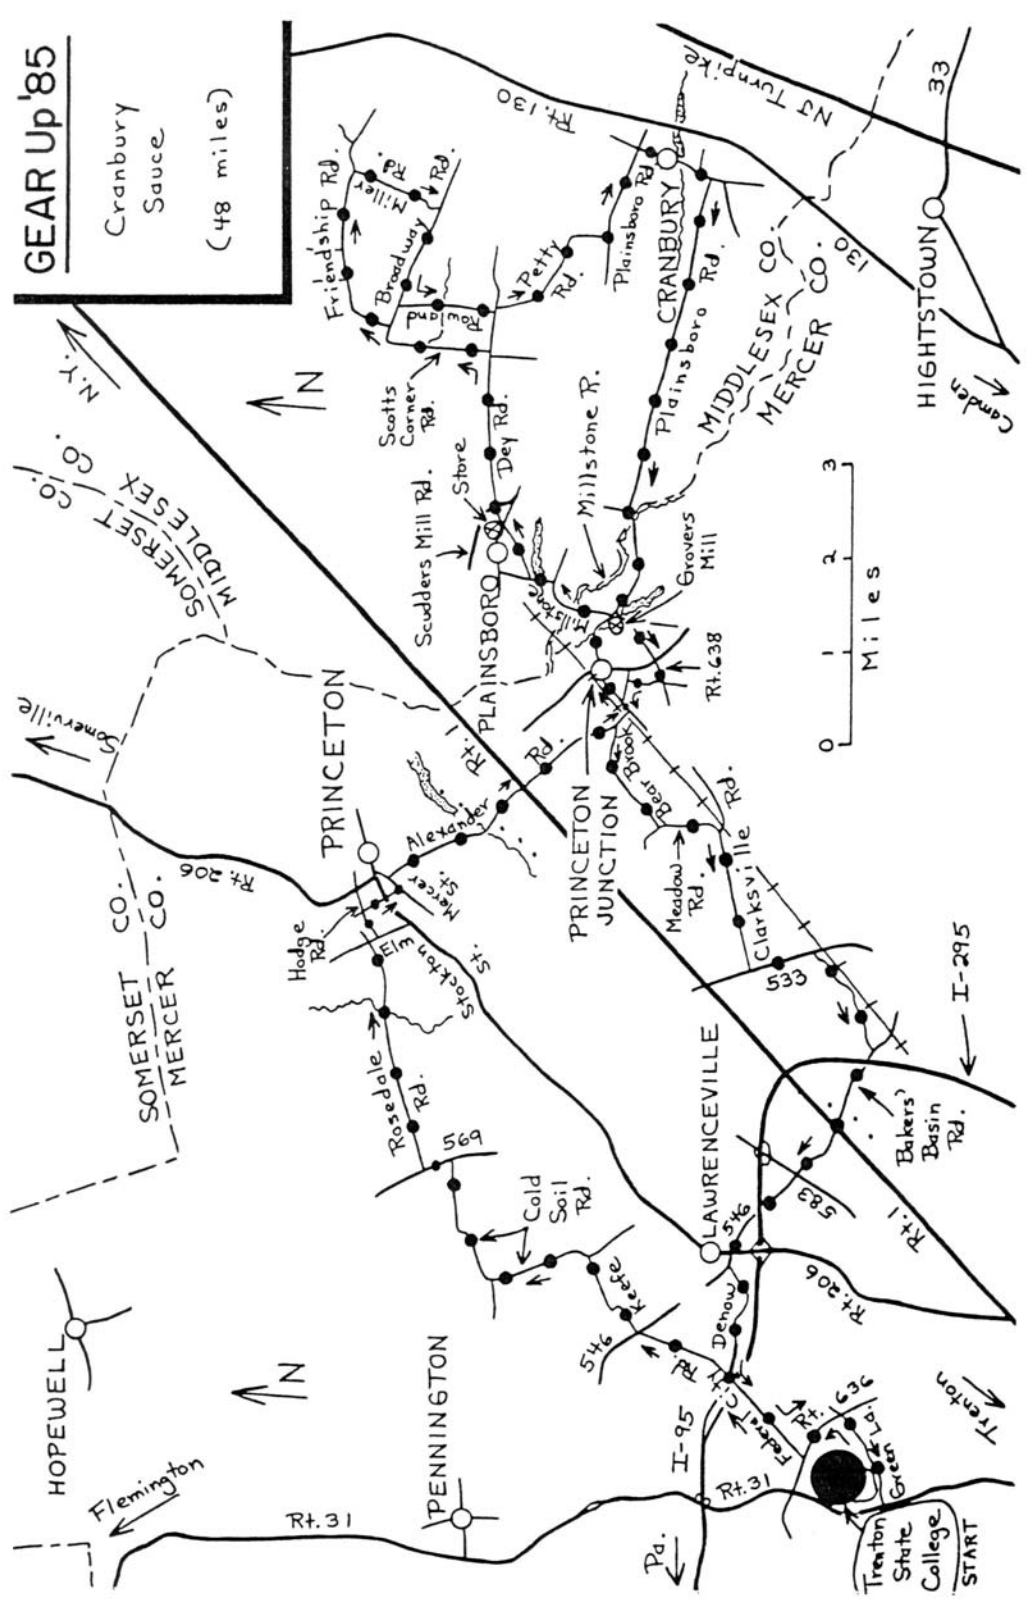 GEAR Up '85
Cranbury
Sauce
(48 miles)
N.Y.
N
SOMERSET CO.
MIDDLESEX CO.
Somerville
Rt. 206
SOMERSET CO.
MERCER CO.
HOPEWELL
Flemington
Rt. 31
PENNINGTON
N
Friendship Rd.
Miller
Rd.
Broadway Rd.
Rowland
Scotts
Corner
Rd.
Petty
Rd.
Plainsboro Rd.
Rt. 130
NJ Turnpike
33
CRANBURY
130
HIGHTSTOWN
Camden
MIDDLESEX CO.
MERCER CO.
Plainsboro Rd.
Dey Rd.
Store
Scudders Mill Rd.
PLAINSBORO
Millstone R.
Millstone
Grovers
Mill
Rt. 638
0 1 2 3
Miles
PRINCETON
Rt. 1
Alexander Rd.
Mercer
St.
Hodge
Rd.
Elm
Stockton St.
Rosedale
Rd.
569
Cold
Soil
Rd.
Keefe
Rd.
546
PRINCETON
JUNCTION
Bear Brook
Meadow
Rd.
Clarksville Rd.
533
I-295
Bakers'
Basin
Rd.
LAWRENCEVILLE
546
583
Rt. 1
Rt. 206
Denow
Federal City
I-95
Pa.
Rt. 31
Rt. 636
Green La.
Trenton
Trenton
State
College
START